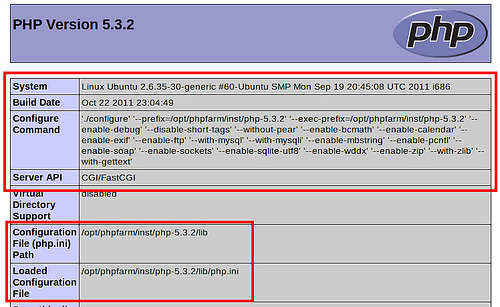 PHP Version 5.3.2
php
System Linux Ubuntu 2.6.35-30-generic #60-Ubuntu SMP Mon Sep 19 20:45:08 UTC 2011 i686
Build Date Oct 22 2011 23:04:49
Configure './configure' '--prefix=/opt/phpfarm/inst/php-5.3.2' '--exec-prefix=/opt/phpfarm/inst/php-5.3.2' '--
Command enable-debug' '--disable-short-tags' '--without-pear' '--enable-bcmath' '--enable-calendar' '--
enable-exif' '--enable-ftp' '--with-mysql' '--with-mysqli' '--enable-mbstring' '--enable-pcntl' '--
enable-soap' '--enable-sockets' '--enable-sqlite-utf8' '--enable-wddx' '--enable-zip' '--with-zlib' '--
with-gettext'
Server API CGI/FastCGI
Virtual disabled
Directory
Support
Configuration /opt/phpfarm/inst/php-5.3.2/lib
File (php.ini)
Path
Loaded /opt/phpfarm/inst/php-5.3.2/lib/php.ini
Configuration
File